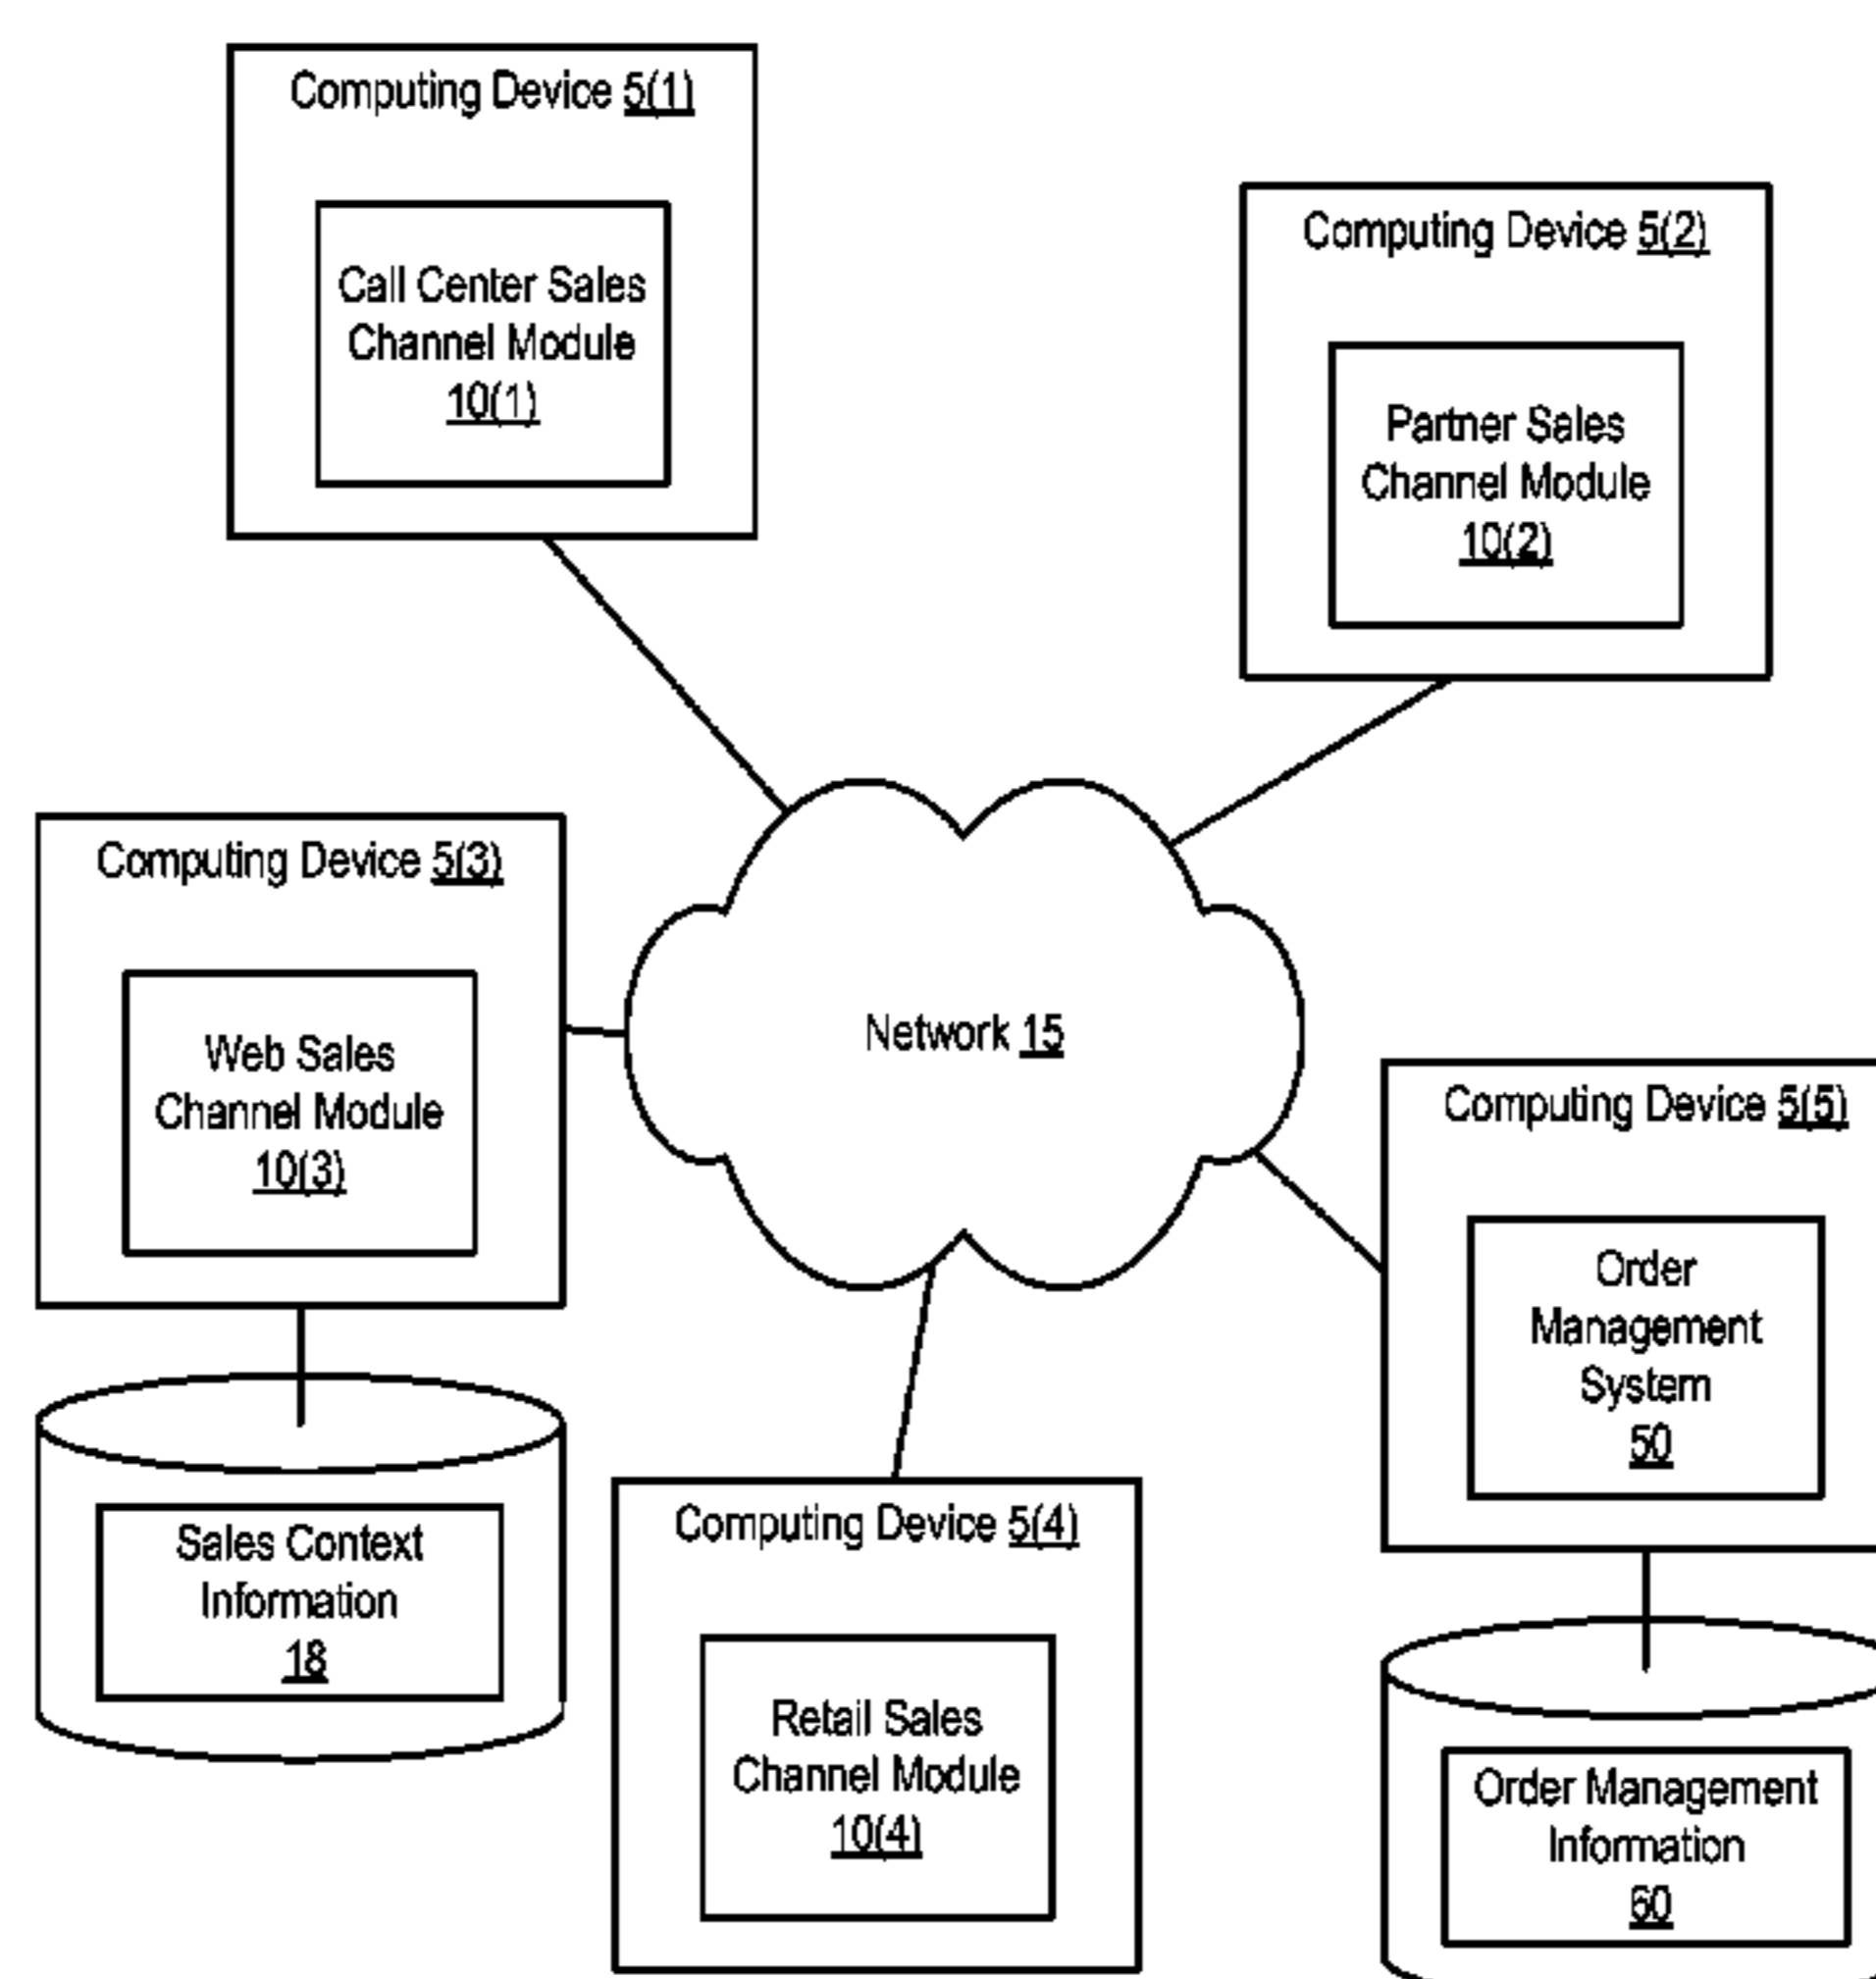 Computing Device 5(1)
Call Center Sales
Channel Module
10(1)
Computing Device 5(2)
Partner Sales
Channel Module
10(2)
Computing Device 5(3)
Web Sales
Channel Module
10(3)
Network 15
Computing Device 5(5)
Order
Management
System
50
Sales Context
Information
18
Computing Device 5(4)
Retail Sales
Channel Module
10(4)
Order Management
Information
60